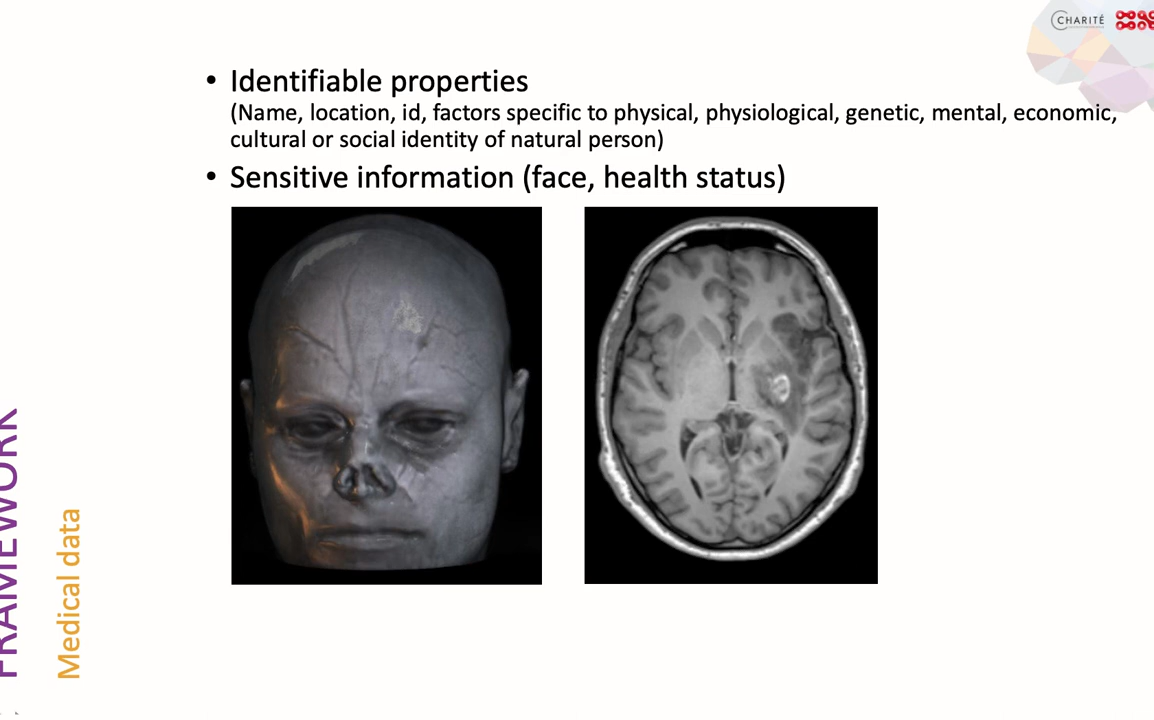 CHARITÉ
• Identifiable properties
(Name, location, id, factors specific to physical, physiological, genetic, mental, economic,
cultural or social identity of natural person)
• Sensitive information (face, health status)
FRAMEWORK
Medical data